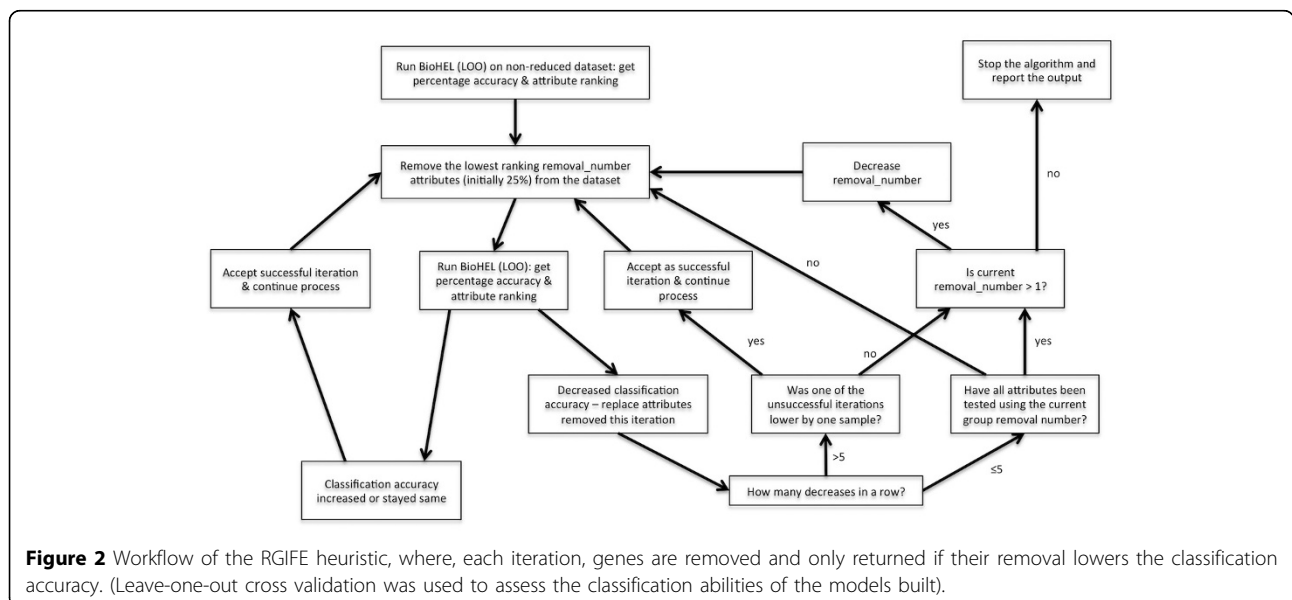 Run BioHEL (LOO) on non-reduced dataset: get
percentage accuracy & attribute ranking
Stop the algorithm and
report the output
Remove the lowest ranking removal_number
attributes (initially 25%) from the dataset
Decrease
removal_number
no
yes
Accept successful iteration
& continue process
Run BioHEL (LOO): get
percentage accuracy &
attribute ranking
Accept as successful
iteration & continue
process
no
Is current
removal_number > 1?
yes
no
yes
Decreased classification
accuracy – replace attributes
removed this iteration
Was one of the
unsuccessful iterations
lower by one sample?
Have all attributes been
tested using the current
group removal number?
>5
≤5
Classification accuracy
increased or stayed same
How many decreases in a row?
Figure 2 Workflow of the RGIFE heuristic, where, each iteration, genes are removed and only returned if their removal lowers the classification
accuracy. (Leave-one-out cross validation was used to assess the classification abilities of the models built).